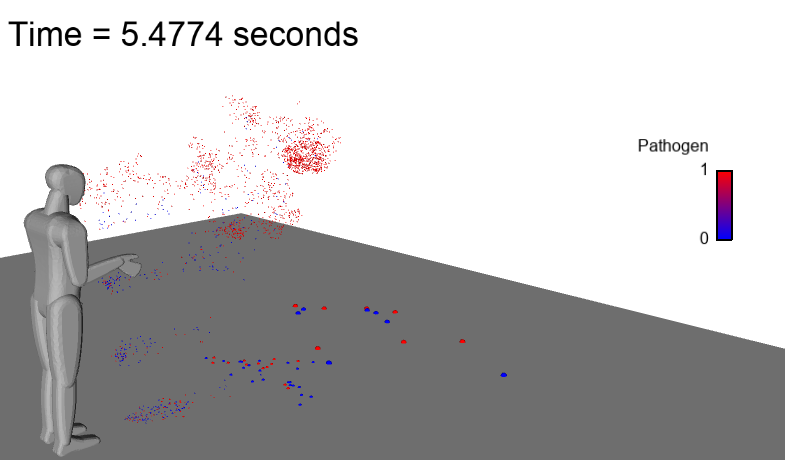 Time = 5.4774 seconds
Pathogen
1
0